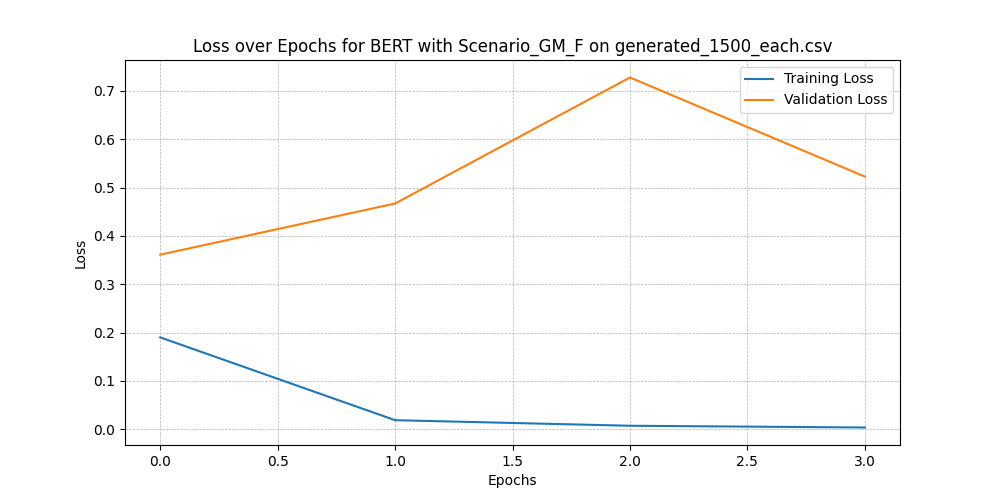 Loss over Epochs for BERT with Scenario_GM_F on generated_1500_each.csv
Training Loss
Validation Loss
0.7
0.6
0.5
0.4
0.3
0.2
0.1
0.0
Loss
0.0 0.5 1.0 1.5 2.0 2.5 3.0
Epochs